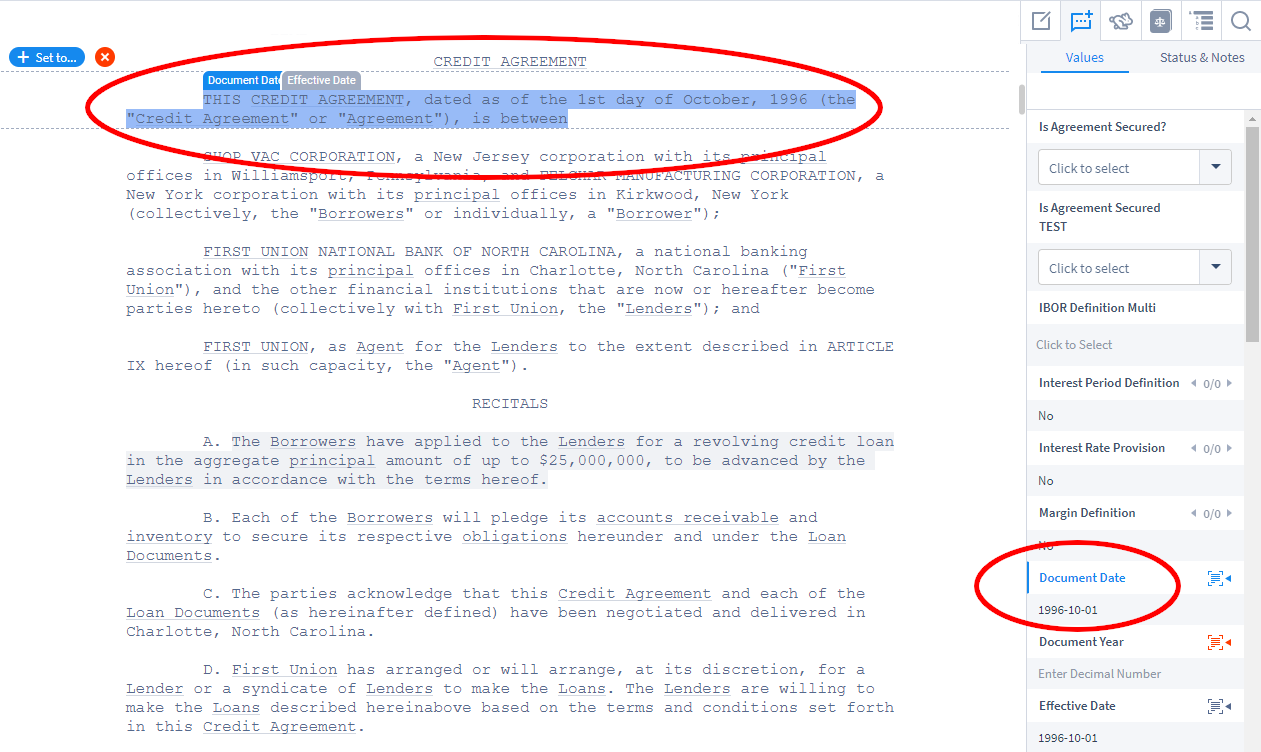 Set to...
CREDIT AGREEMENT
Document Date Effective Date
THIS CREDIT AGREEMENT, dated as of the 1st day of October, 1996 (the
"Credit Agreement" or "Agreement"), is between
SHOP VAC CORPORATION, a New Jersey corporation with its principal
offices in Williamsport, Pennsylvania, and FELCHAR MANUFACTURING CORPORATION, a
New York corporation with its principal offices in Kirkwood, New York
(collectively, the "Borrowers" or individually, a "Borrower");
FIRST UNION NATIONAL BANK OF NORTH CAROLINA, a national banking
association with its principal offices in Charlotte, North Carolina ("First
Union"), and the other financial institutions that are now or hereafter become
parties hereto (collectively with First Union, the "Lenders"); and
FIRST UNION, as Agent for the Lenders to the extent described in ARTICLE
IX hereof (in such capacity, the "Agent").
RECITALS
A. The Borrowers have applied to the Lenders for a revolving credit loan
in the aggregate principal amount of up to $25,000,000, to be advanced by the
Lenders in accordance with the terms hereof.
B. Each of the Borrowers will pledge its accounts receivable and
inventory to secure its respective obligations hereunder and under the Loan
Documents.
C. The parties acknowledge that this Credit Agreement and each of the
Loan Documents (as hereinafter defined) have been negotiated and delivered in
Charlotte, North Carolina.
D. First Union has arranged or will arrange, at its discretion, for a
Lender or a syndicate of Lenders to make the Loans. The Lenders are willing to
make the Loans described hereinabove based on the terms and conditions set forth
in this Credit Agreement.
Values Status & Notes
Is Agreement Secured?
Click to select
Is Agreement Secured
TEST
Click to select
IBOR Definition Multi
Click to Select
Interest Period Definition 0/0
No
Interest Rate Provision 0/0
No
Margin Definition 0/0
No
Document Date
1996-10-01
Document Year
Enter Decimal Number
Effective Date
1996-10-01